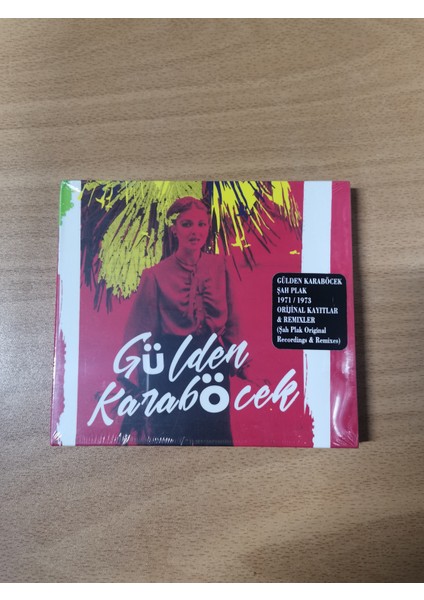 Gülden
Karaböcek
GÜLDEN KARABÖCEK
ŞAH PLAK
1971 / 1973
ORİJİNAL KAYITLAR
& REMIXLER
(Şah Plak Original
Recordings & Remixes)